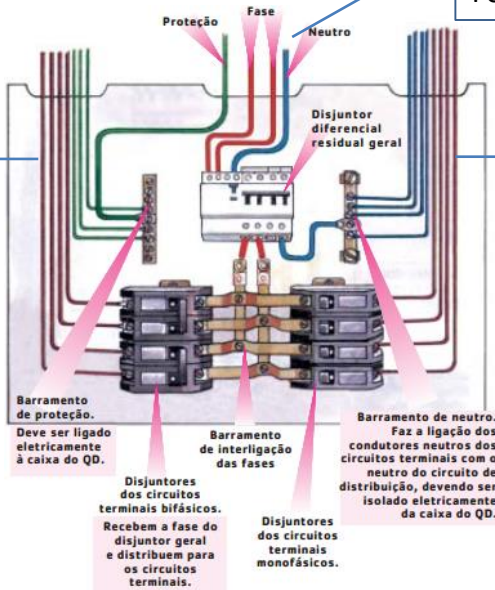 Proteção
Fase
Neutro
Disjuntor
diferencial
residual geral
Barramento
de proteção.
Deve ser ligado
eletricamente
à caixa do QD.
Disjuntores
dos circuitos
terminais bifásicos.
Recebem a fase do
disjuntor geral
e distribuem para
os circuitos
terminais.
Barramento
de interligação
das fases
Disjuntores
dos circuitos
terminais
monofásicos.
Barramento de neutro.
Faz a ligação dos
condutores neutros dos
circuitos terminais com o
neutro do circuito de
distribuição, devendo ser
isolado eletricamente
da caixa do QD.